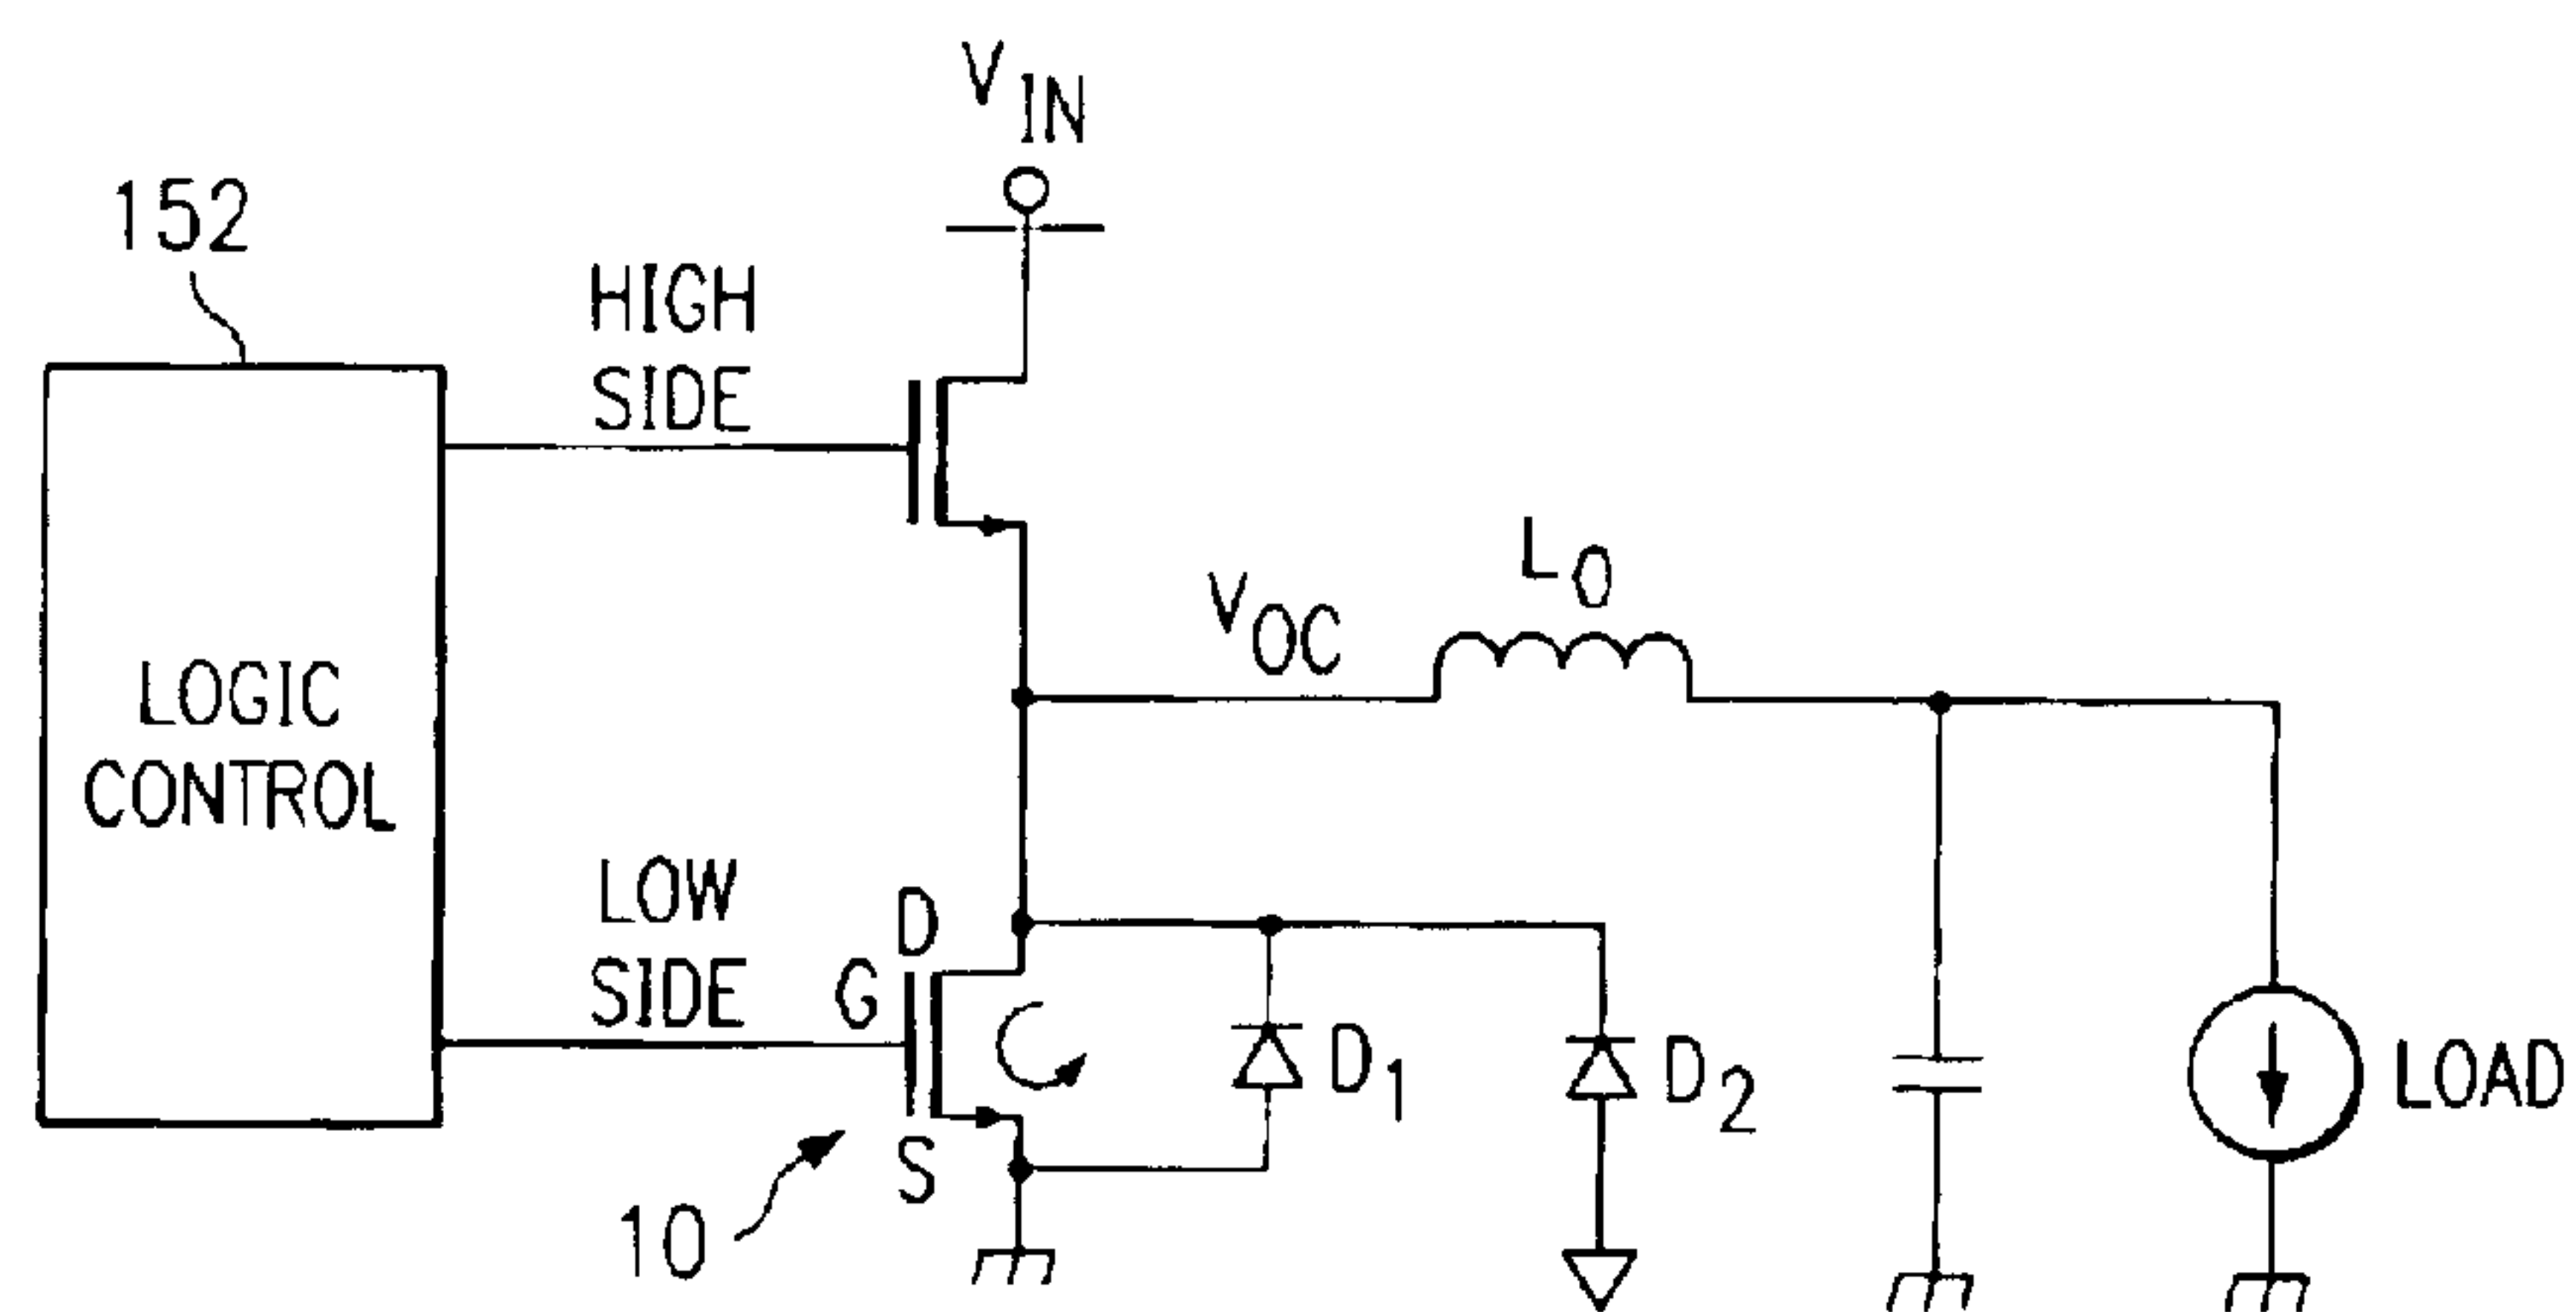 V_IN
152
HIGH
SIDE
L_O
V_OC
LOGIC
CONTROL
LOW
SIDE
D
G
S
D_1
D_2
LOAD
10